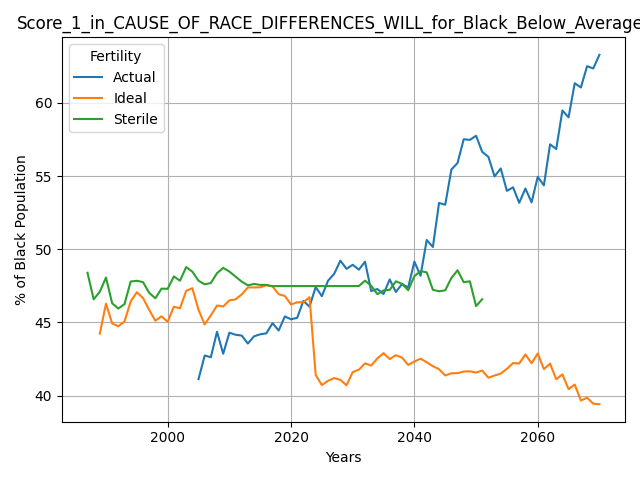 Score_1_in_CAUSE_OF_RACE_DIFFERENCES_WILL_for_Black_Below_Average
Fertility
Actual
Ideal
Sterile
60
55
50
45
40
% of Black Population
2000
2020
2040
2060
Years